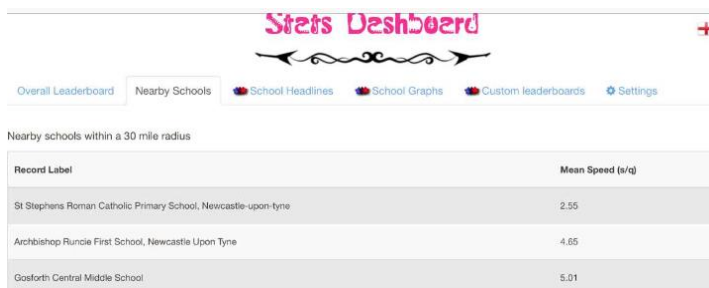 Stats Dashboard
Overall Leaderboard Nearby Schools School Headlines School Graphs Custom leaderboards Settings
Nearby schools within a 30 mile radius
Record Label Mean Speed (s/q)
St Stephens Roman Catholic Primary School, Newcastle-upon-tyne 2.55
Archbishop Runcie First School, Newcastle Upon Tyne 4.65
Gosforth Central Middle School 5.01